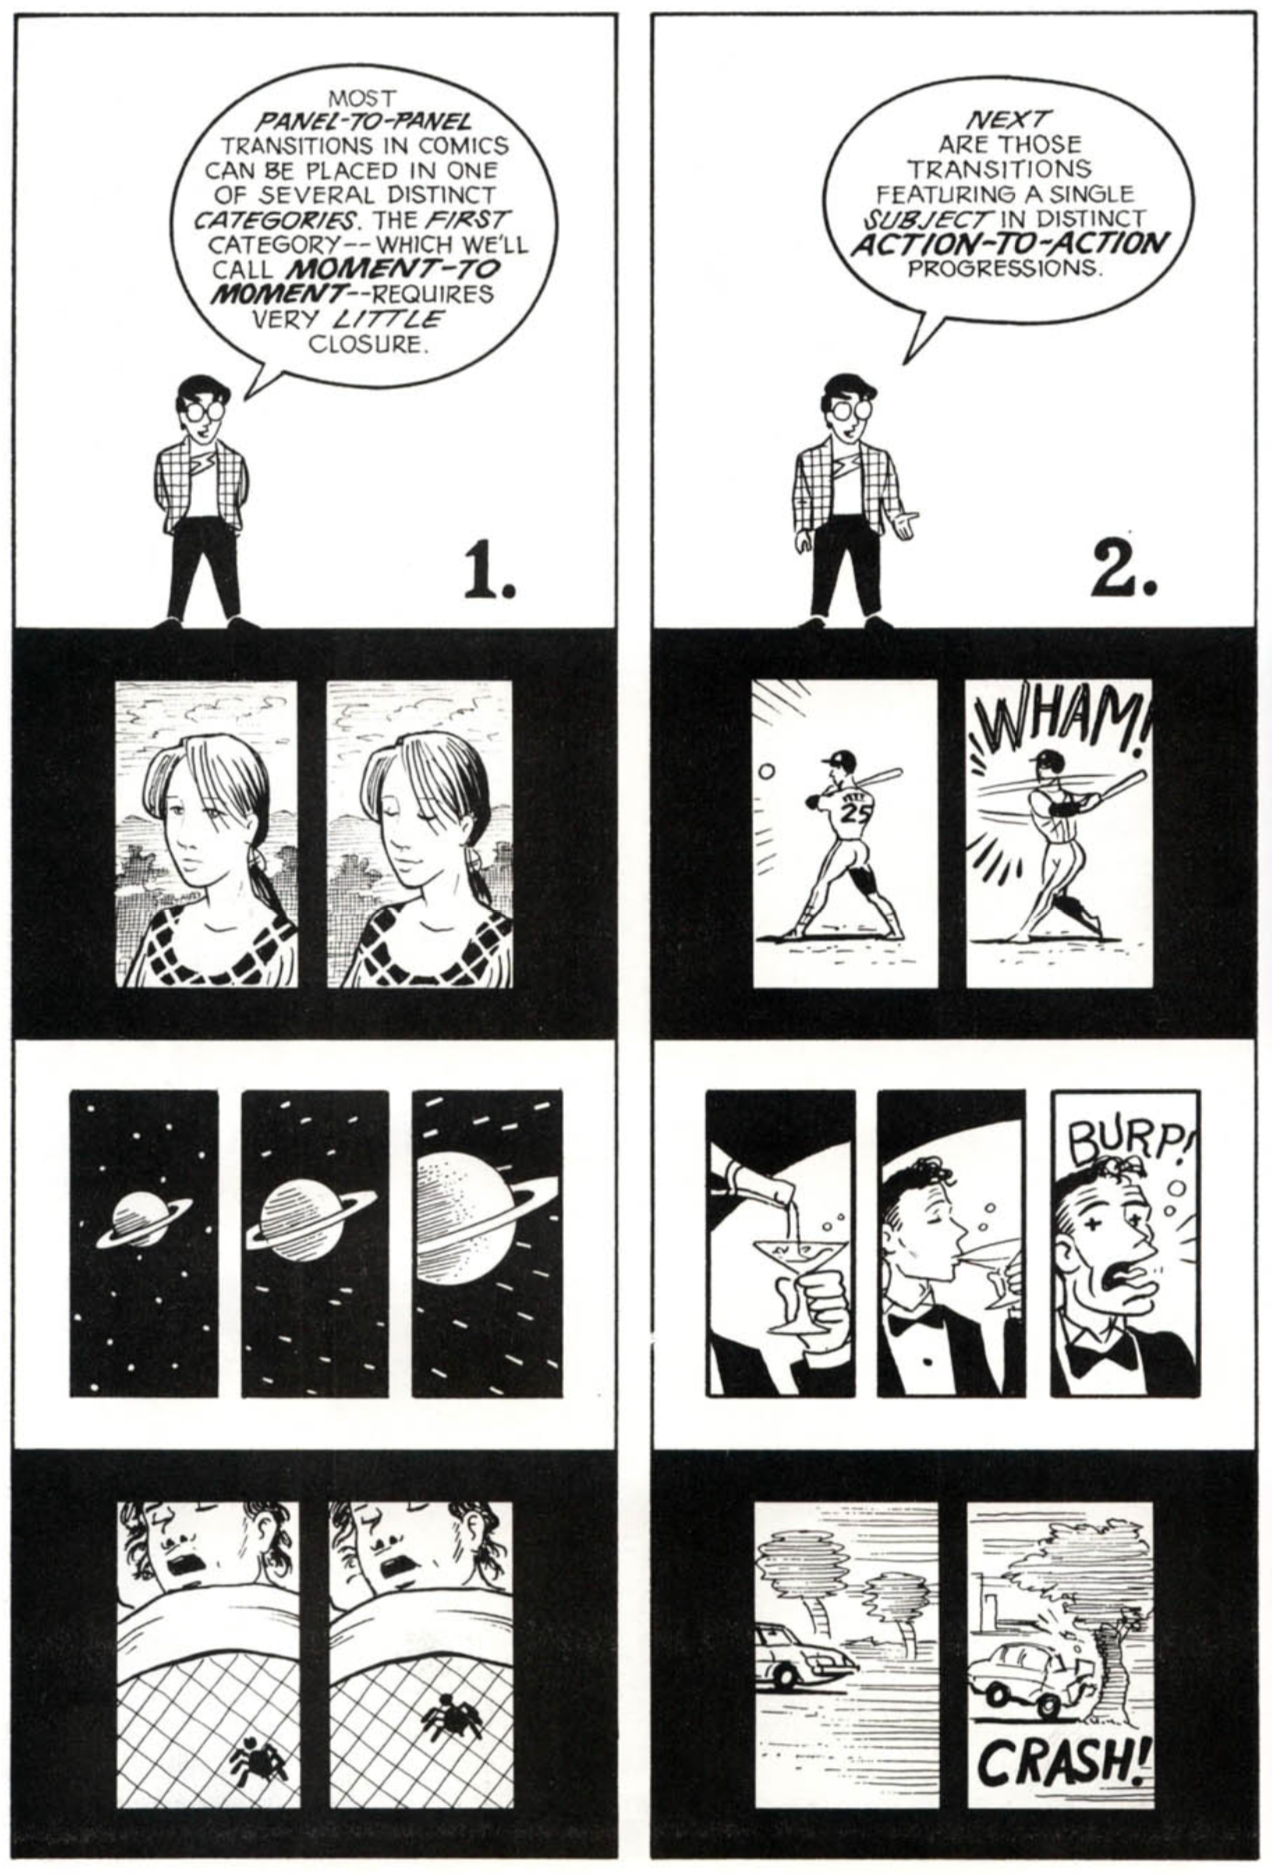 MOST
PANEL-TO-PANEL
TRANSITIONS IN COMICS
CAN BE PLACED IN ONE
OF SEVERAL DISTINCT
CATEGORIES. THE FIRST
CATEGORY--WHICH WE'LL
CALL MOMENT-TO
MOMENT--REQUIRES
VERY LITTLE
CLOSURE.
1.
NEXT
ARE THOSE
TRANSITIONS
FEATURING A SINGLE
SUBJECT IN DISTINCT
ACTION-TO-ACTION
PROGRESSIONS.
2.
25
WHAM!
BURP!
CRASH!